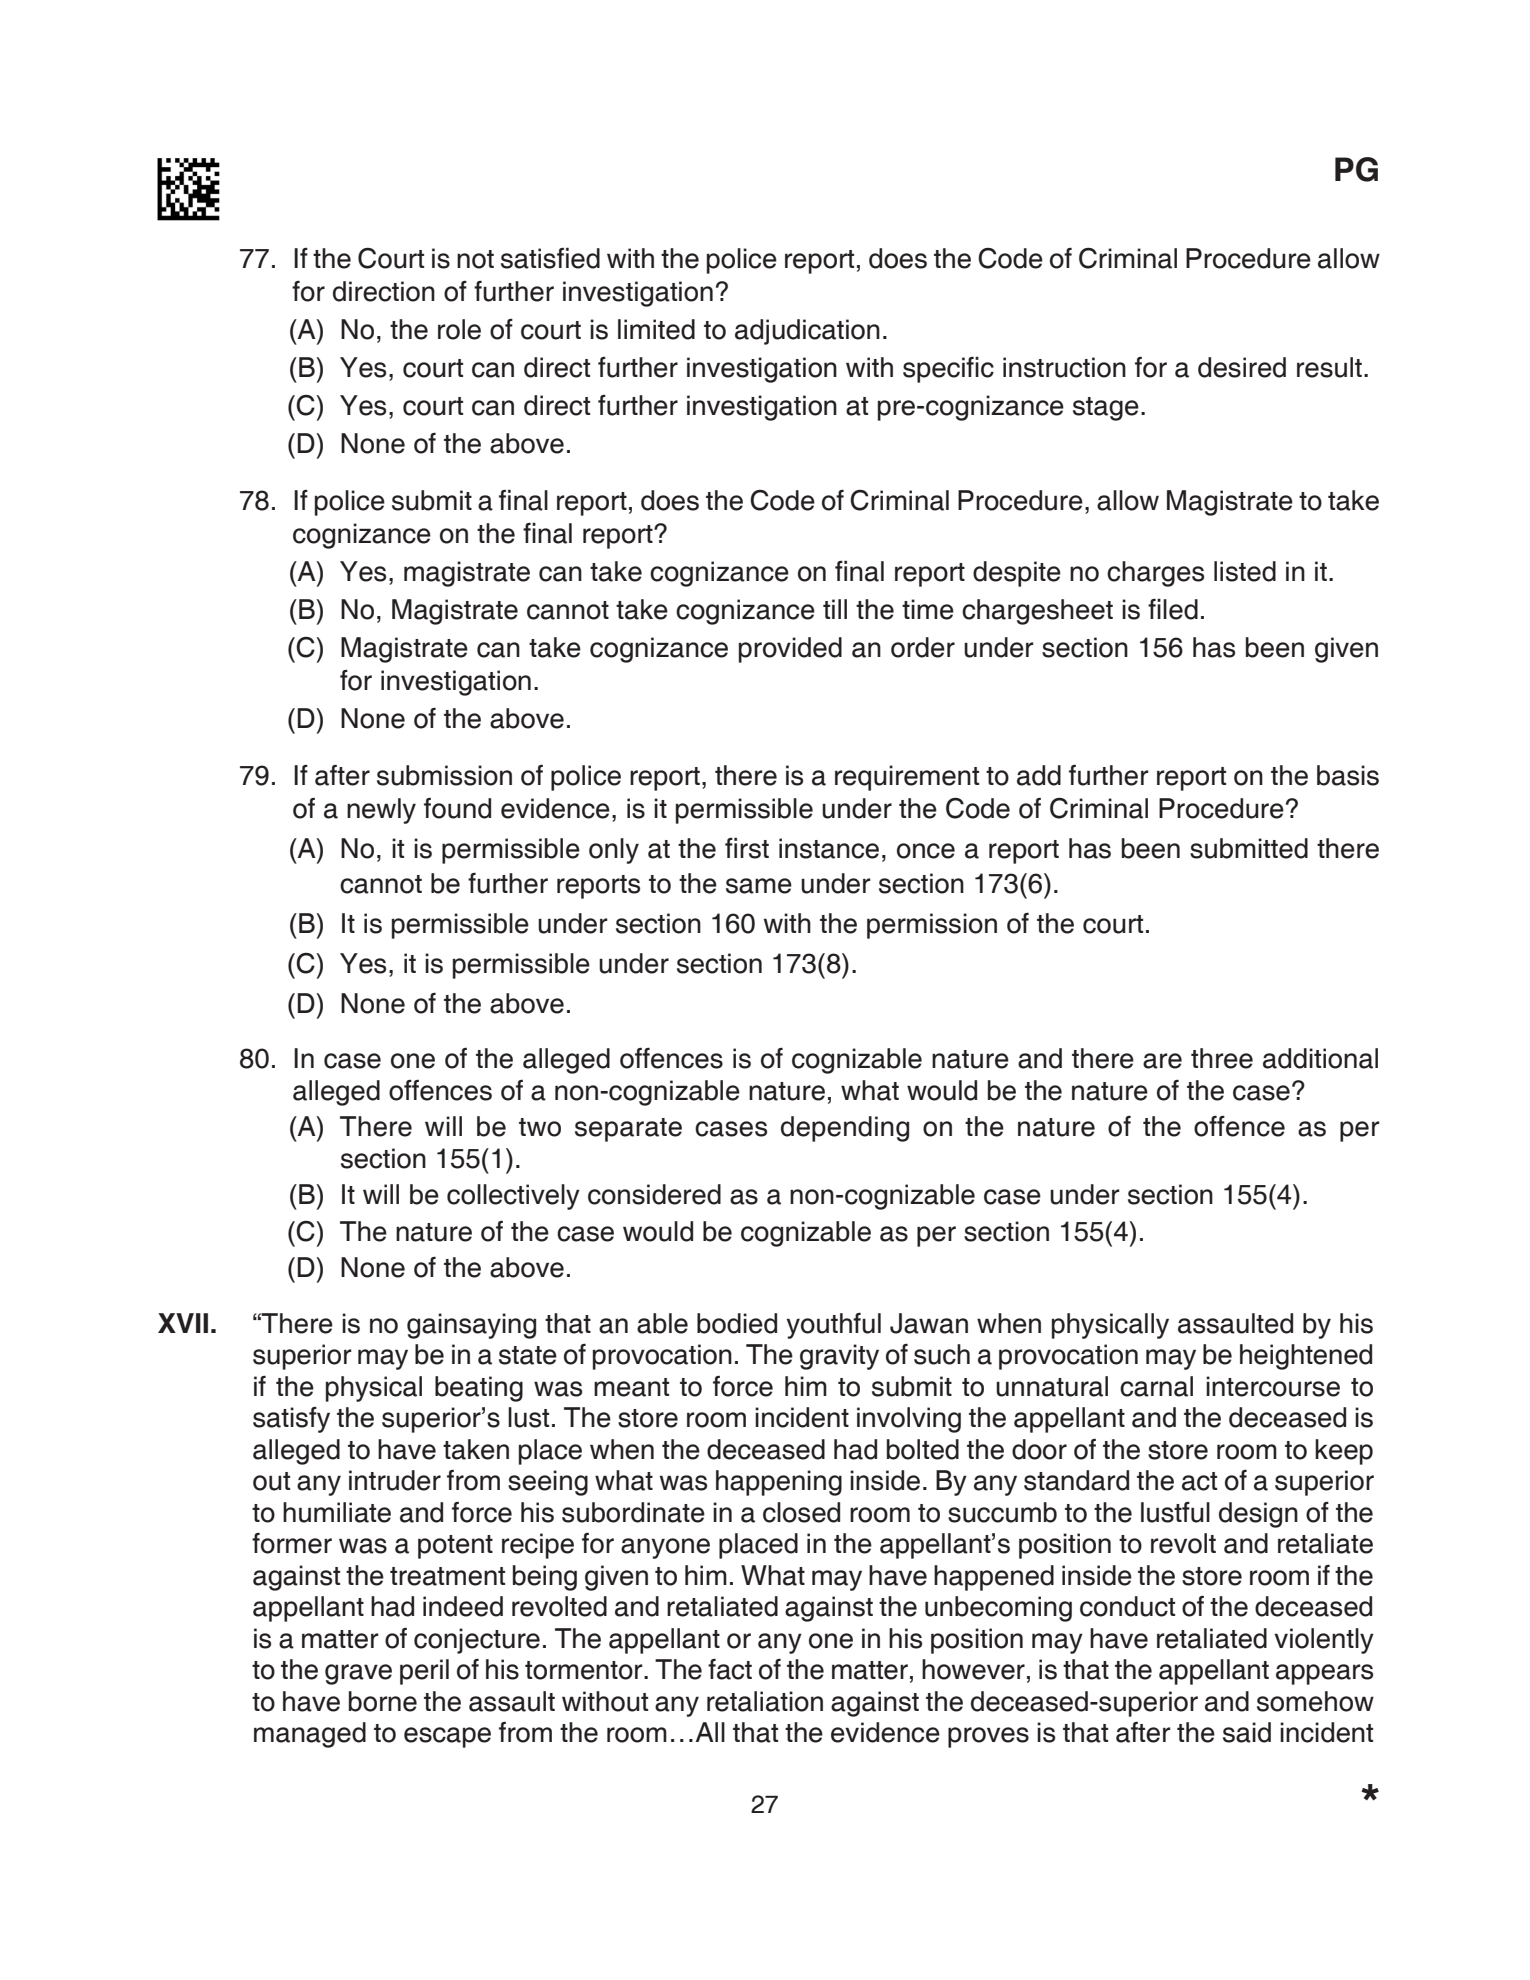 PG
77. If the Court is not satisfied with the police report, does the Code of Criminal Procedure allow
for direction of further investigation?
(A) No, the role of court is limited to adjudication.
(B) Yes, court can direct further investigation with specific instruction for a desired result.
(C) Yes, court can direct further investigation at pre-cognizance stage.
(D) None of the above.
78. If police submit a final report, does the Code of Criminal Procedure, allow Magistrate to take
cognizance on the final report?
(A) Yes, magistrate can take cognizance on final report despite no charges listed in it.
(B) No, Magistrate cannot take cognizance till the time chargesheet is filed.
(C) Magistrate can take cognizance provided an order under section 156 has been given
for investigation.
(D) None of the above.
79. If after submission of police report, there is a requirement to add further report on the basis
of a newly found evidence, is it permissible under the Code of Criminal Procedure?
(A) No, it is permissible only at the first instance, once a report has been submitted there
cannot be further reports to the same under section 173(6).
(B) It is permissible under section 160 with the permission of the court.
(C) Yes, it is permissible under section 173(8).
(D) None of the above.
80. In case one of the alleged offences is of cognizable nature and there are three additional
alleged offences of a non-cognizable nature, what would be the nature of the case?
(A) There will be two separate cases depending on the nature of the offence as per
section 155(1).
(B) It will be collectively considered as a non-cognizable case under section 155(4).
(C) The nature of the case would be cognizable as per section 155(4).
(D) None of the above.
XVII. “There is no gainsaying that an able bodied youthful Jawan when physically assaulted by his
superior may be in a state of provocation. The gravity of such a provocation may be heightened
if the physical beating was meant to force him to submit to unnatural carnal intercourse to
satisfy the superior’s lust. The store room incident involving the appellant and the deceased is
alleged to have taken place when the deceased had bolted the door of the store room to keep
out any intruder from seeing what was happening inside. By any standard the act of a superior
to humiliate and force his subordinate in a closed room to succumb to the lustful design of the
former was a potent recipe for anyone placed in the appellant’s position to revolt and retaliate
against the treatment being given to him. What may have happened inside the store room if the
appellant had indeed revolted and retaliated against the unbecoming conduct of the deceased
is a matter of conjecture. The appellant or any one in his position may have retaliated violently
to the grave peril of his tormentor. The fact of the matter, however, is that the appellant appears
to have borne the assault without any retaliation against the deceased-superior and somehow
managed to escape from the room…All that the evidence proves is that after the said incident
27
*